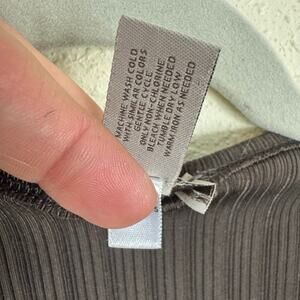 MACHINE WASH COLD
WITH SIMILAR COLORS
GENTLE CYCLE
ONLY NON-CHLORINE
BLEACH WHEN NEEDED
TUMBLE DRY LOW
WARM IRON AS NEEDED
S